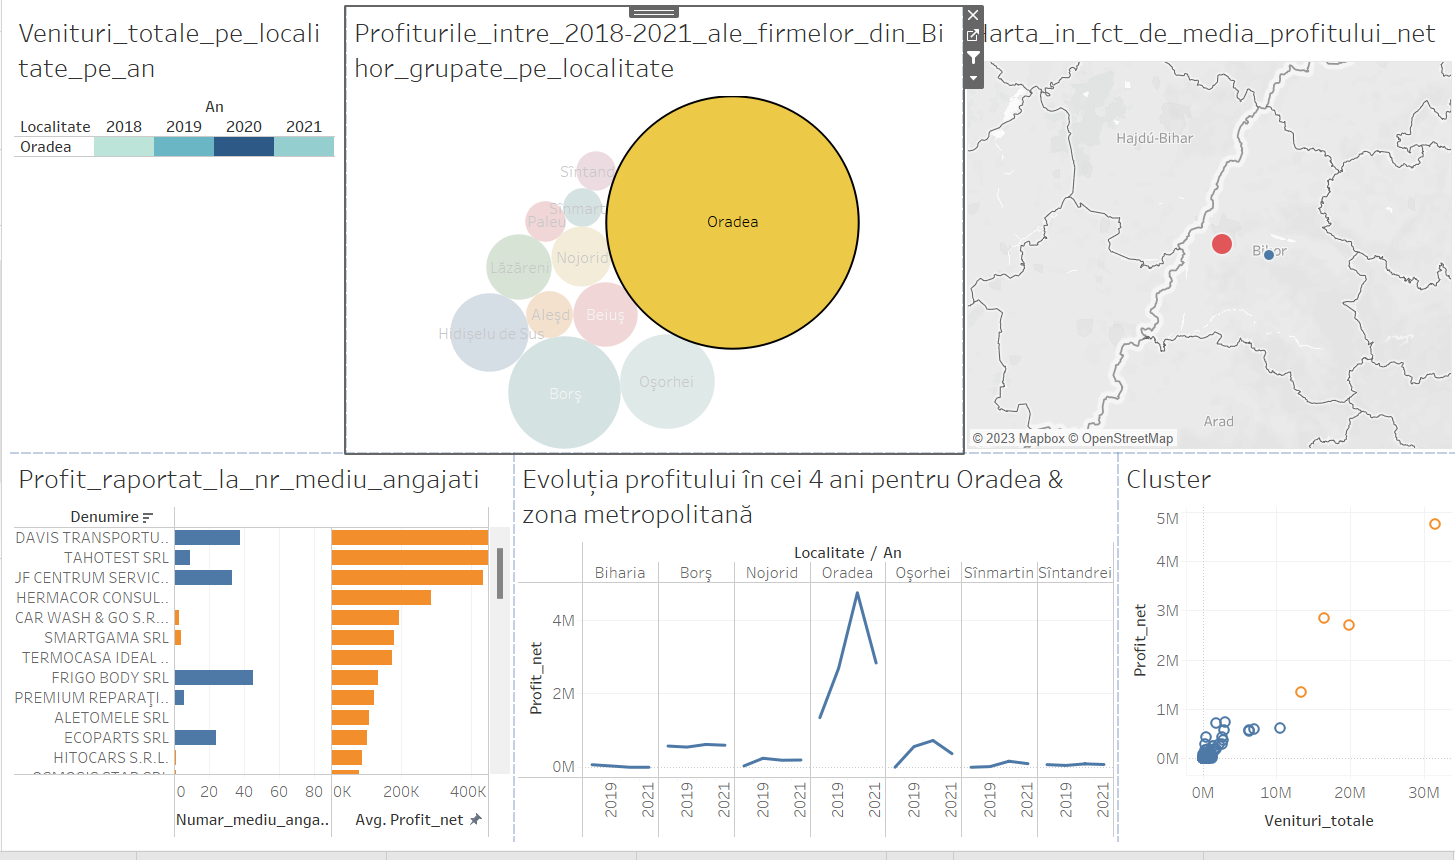 Venituri_totale_pe_locali
tate_pe_an
An
Localitate 2018 2019 2020 2021
Oradea
Profiturile_intre_2018-2021_ale_firmelor_din_Bi
hor_grupate_pe_localitate
Sîntand
Sînmart
Paleu
Oradea
Nojorid
Lăzăreni
Aleşd
Beiuş
Hidişelu de Sus
Oşorhei
Borş
Harta_in_fct_de_media_profitului_net
Hajdú-Bihar
Bihor
Arad
© 2023 Mapbox © OpenStreetMap
Profit_raportat_la_nr_mediu_angajati
Denumire
DAVIS TRANSPORTU..
TAHOTEST SRL
JF CENTRUM SERVIC..
HERMACOR CONSUL..
CAR WASH & GO S.R...
SMARTGAMA SRL
TERMOCASA IDEAL ..
FRIGO BODY SRL
PREMIUM REPARAŢI..
ALETOMELE SRL
ECOPARTS SRL
HITOCARS S.R.L.
0 20 40 60 80 0K 200K 400K
Numar_mediu_anga.. Avg. Profit_net
Evoluția profitului în cei 4 ani pentru Oradea &
zona metropolitană
Localitate / An
Biharia Borş Nojorid Oradea Oşorhei Sînmartin Sîntandrei
Profit_net
4M
2M
0M
2019 2021 2019 2021 2019 2021 2019 2021 2019 2021 2019 2021 2019 2021
Cluster
Profit_net
5M
4M
3M
2M
1M
0M
0M 10M 20M 30M
Venituri_totale